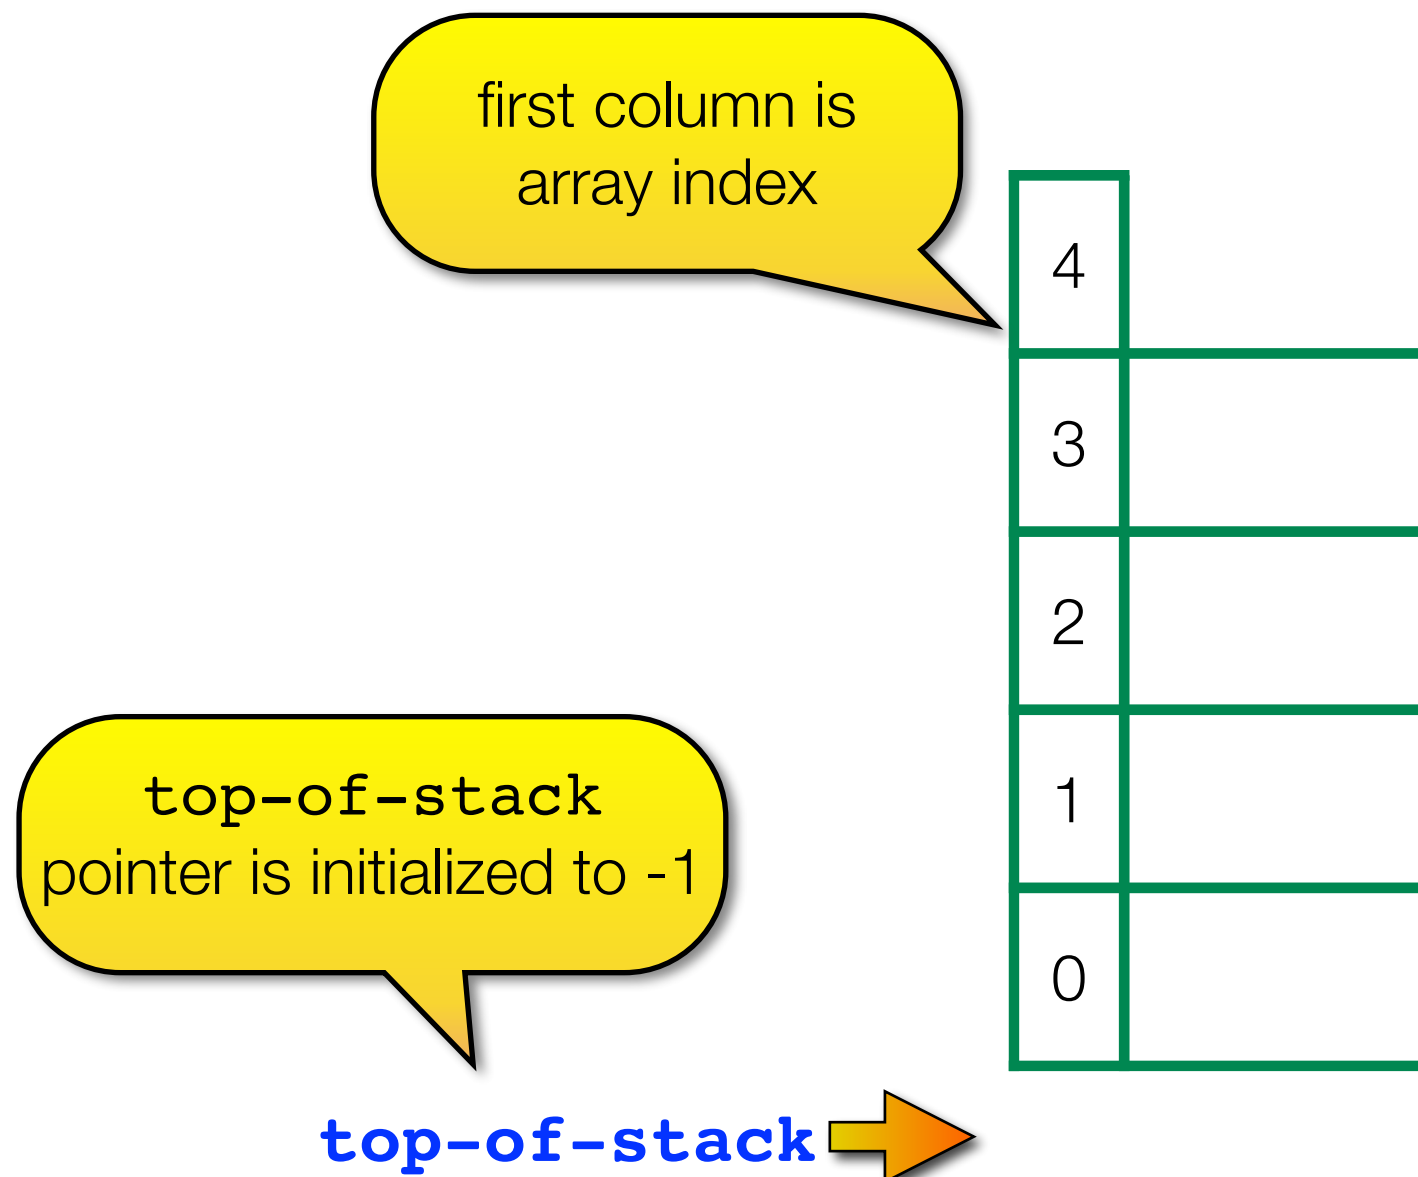 first column is
array index
4
3
2
top-of-stack
pointer is initialized to -1
1
0
top-of-stack